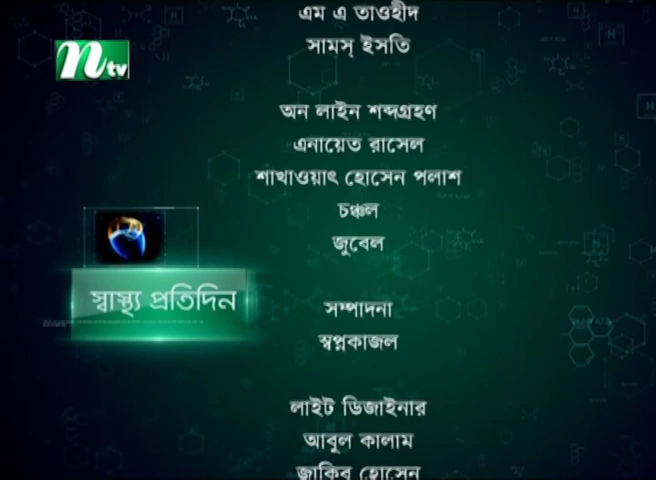 ntv
এম এ তাওহীদ
সামসৃ ইসতি
অন লাইন শব্দগ্রহণ
এনায়েত রাসেল
শাখাওয়াৎ হোসেন পলাশ
চঞ্চল
জুবেল
স্বাস্থ্য প্রতিদিন
সম্পাদনা
স্বপ্নকাজল
লাইট ডিজাইনার
আবুল কালাম
জাকির হোসেন